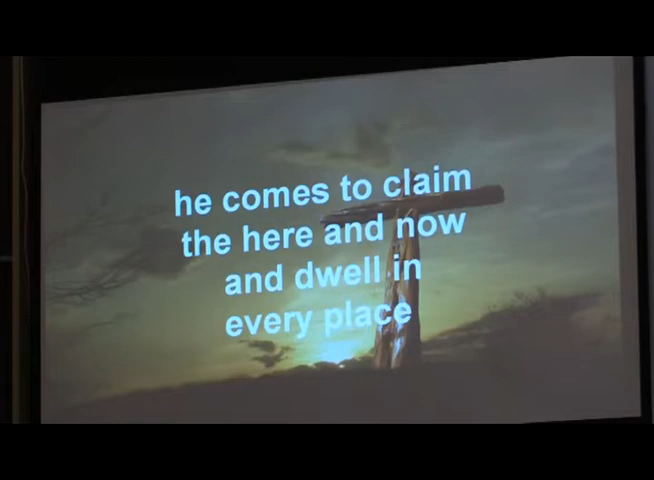 he comes to claim
the here and now
and dwell in
every place